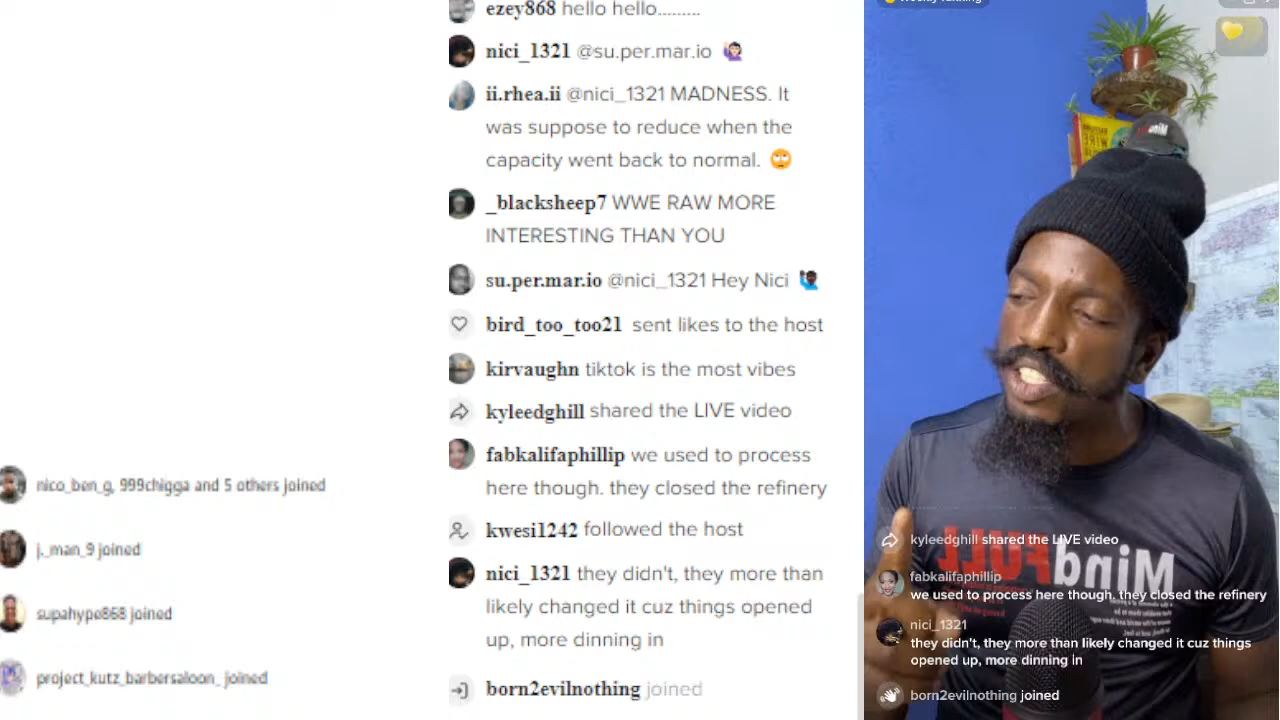 nico_ben_g, 999chigga and 5 others joined
j._man_9 joined
supahype868 joined
project_kutz_barbersaloon_ joined
ezey868 hello hello.........
nici_1321 @su.per.mar.io 🙋🏻‍♀️
ii.rhea.ii @nici_1321 MADNESS. It
was suppose to reduce when the
capacity went back to normal. 🙄
_blacksheep7 WWE RAW MORE
INTERESTING THAN YOU
su.per.mar.io @nici_1321 Hey Nici 🙋🏿‍♂️
bird_too_too21 sent likes to the host
kirvaughn tiktok is the most vibes
kyleedghill shared the LIVE video
fabkalifaphillip we used to process
here though. they closed the refinery
kwesi1242 followed the host
nici_1321 they didn't, they more than
likely changed it cuz things opened
up, more dinning in
born2evilnothing joined
MindFULL
kyleedghill shared the LIVE video
fabkalifaphillip
we used to process here though. they closed the refinery
nici_1321
they didn't, they more than likely changed it cuz things
opened up, more dinning in
born2evilnothing joined